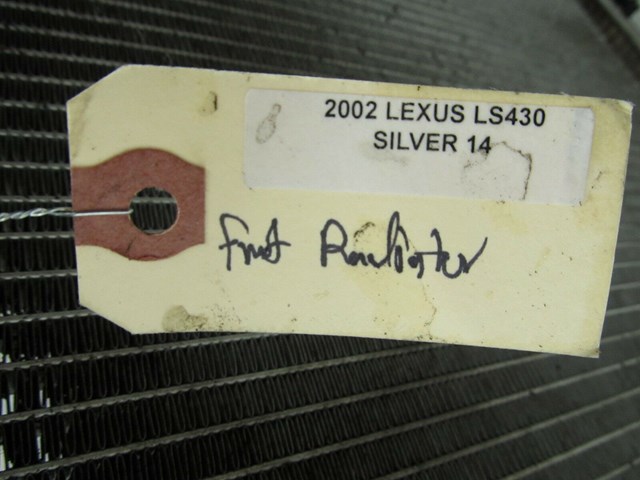 2002 LEXUS LS430
SILVER 14
Frnt Radiator